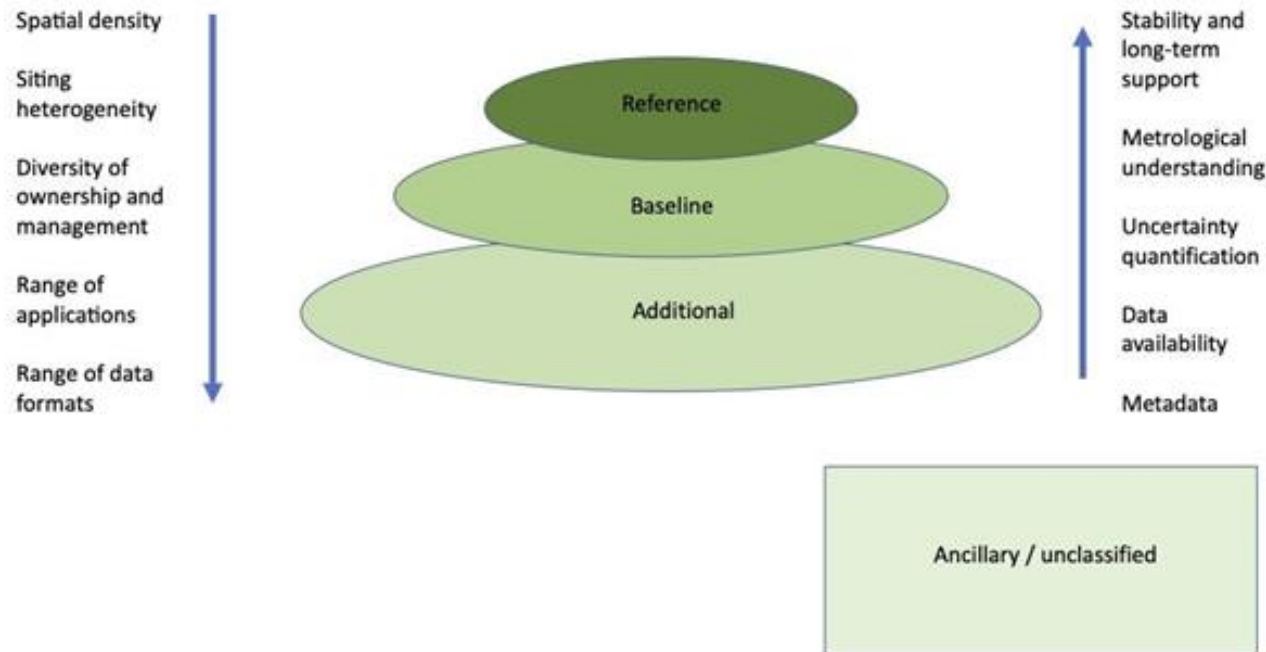 Spatial density
Siting
heterogeneity
Diversity of
ownership and
management
Range of
applications
Range of data
formats
Reference
Baseline
Additional
Stability and
long-term
support
Metrological
understanding
Uncertainty
quantification
Data
availability
Metadata
Ancillary / unclassified